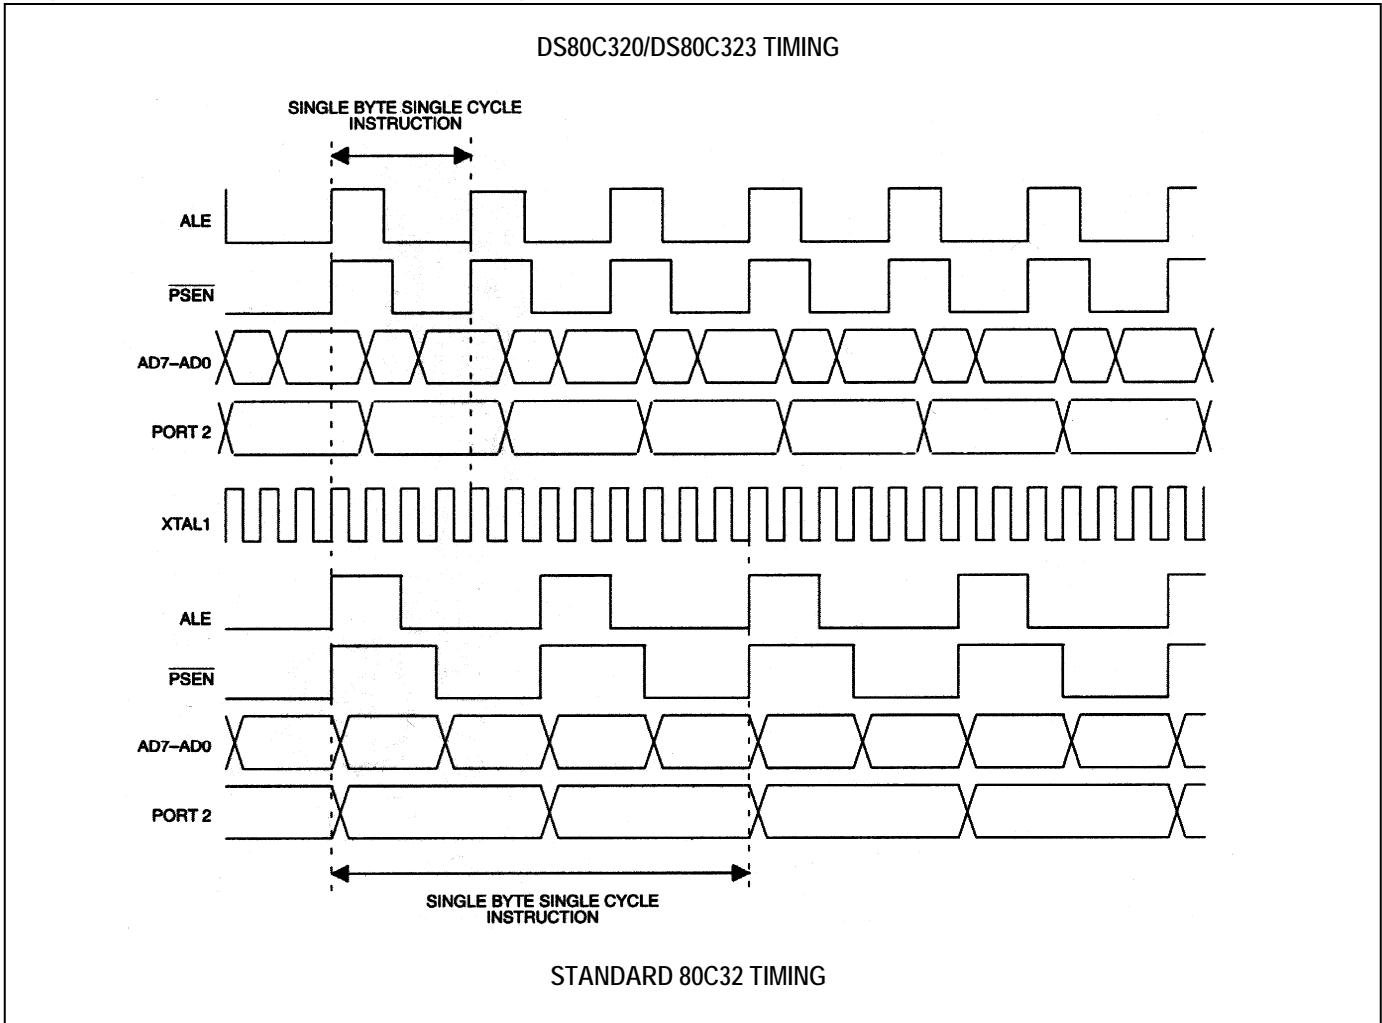 DS80C320/DS80C323 TIMING
SINGLE BYTE SINGLE CYCLE
INSTRUCTION
ALE
PSEN
AD7–AD0
PORT 2
XTAL1
ALE
PSEN
AD7–AD0
PORT 2
SINGLE BYTE SINGLE CYCLE
INSTRUCTION
STANDARD 80C32 TIMING